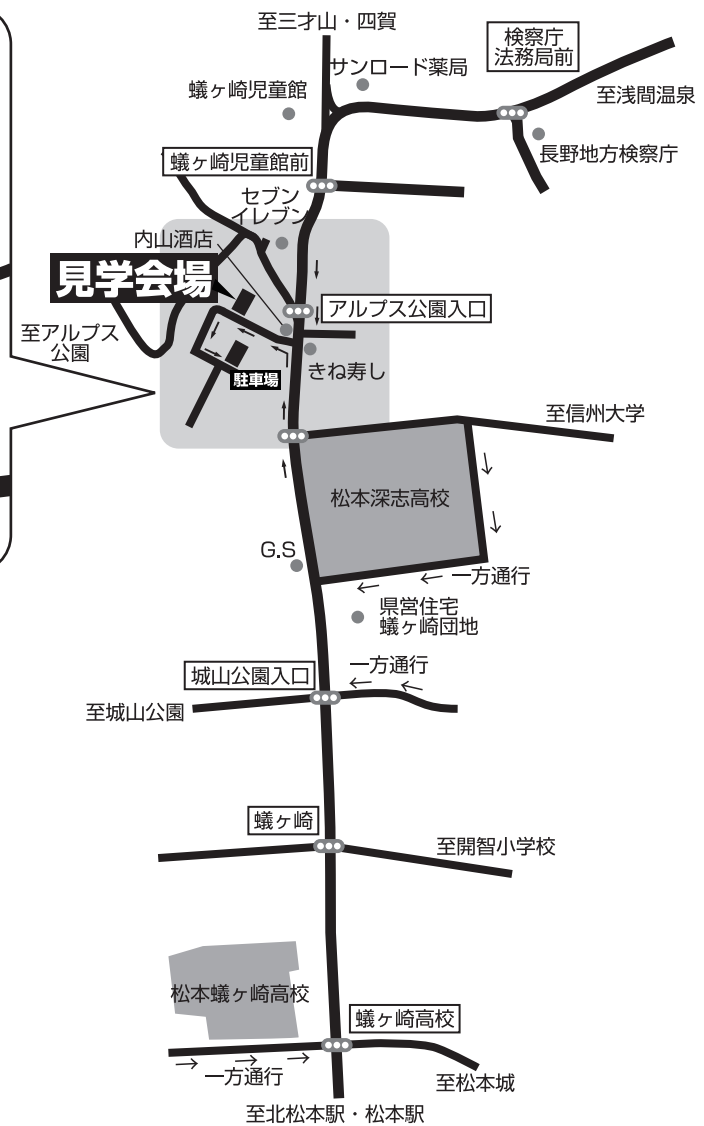 至三才山・四賀
検察庁
法務局前
サンロード薬局
蟻ヶ崎児童館
至浅間温泉
長野地方検察庁
蟻ヶ崎児童館前
セブン
イレブン
内山酒店
見学会場
アルプス公園入口
至アルプス
公園
きね寿し
駐車場
至信州大学
松本深志高校
G.S
一方通行
県営住宅
蟻ヶ崎団地
一方通行
城山公園入口
至城山公園
蟻ヶ崎
至開智小学校
松本蟻ヶ崎高校
蟻ヶ崎高校
一方通行
至松本城
至北松本駅・松本駅